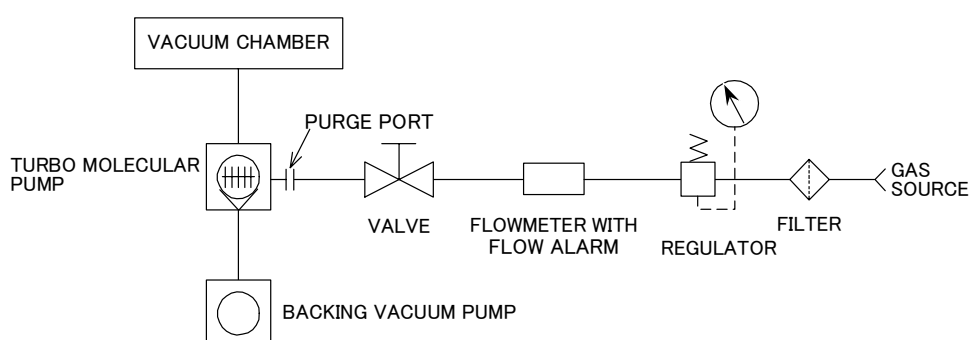 VACUUM CHAMBER
PURGE PORT
TURBO MOLECULAR
PUMP
GAS
SOURCE
VALVE
FLOWMETER WITH
FLOW ALARM
REGULATOR
FILTER
BACKING VACUUM PUMP